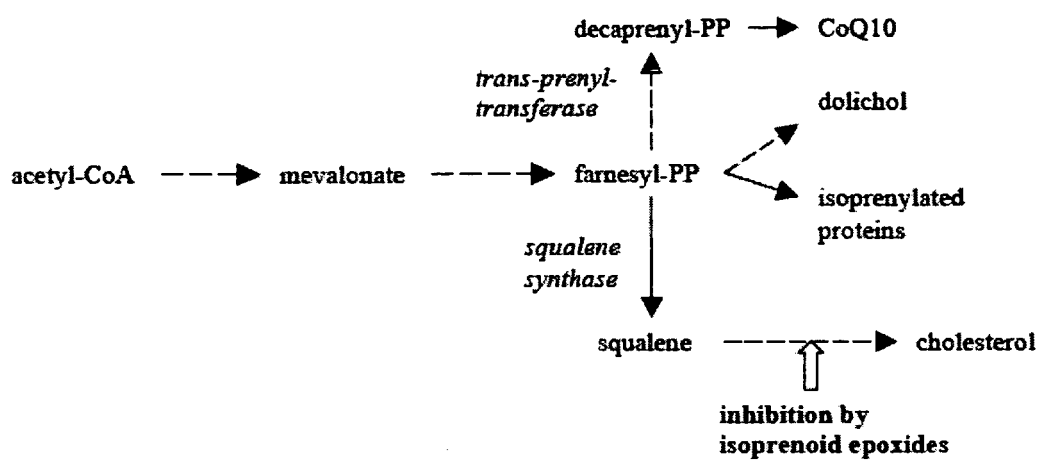 decaprenyl-PP
CoQ10
trans-prenyl-
transferase
dolichol
acetyl-CoA
mevalonate
farnesyl-PP
isoprenylated
proteins
squalene
synthase
squalene
cholesterol
inhibition by
isoprenoid epoxides